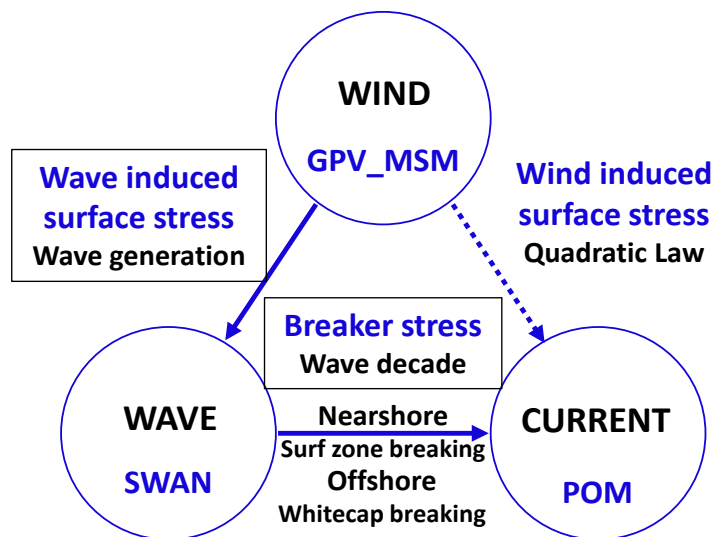 WIND
GPV_MSM
Wave induced
surface stress
Wave generation
Wind induced
surface stress
Quadratic Law
Breaker stress
Wave decade
WAVE
SWAN
Nearshore
Surf zone breaking
Offshore
Whitecap breaking
CURRENT
POM